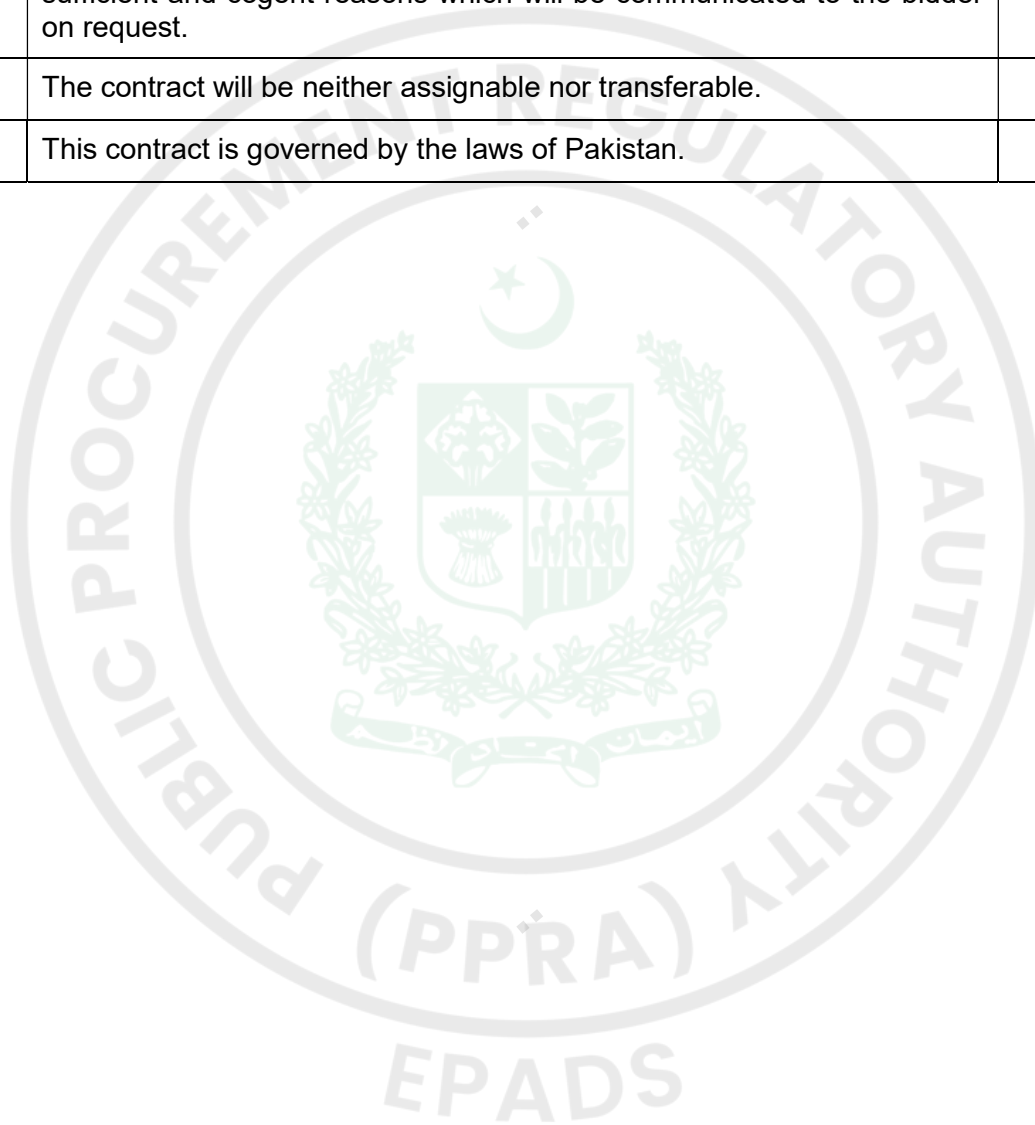 sufficient and cogent reasons which will be communicated to the bidder
on request.
The contract will be neither assignable nor transferable.
This contract is governed by the laws of Pakistan.
PUBLIC PROCUREMENT REGULATORY AUTHORITY
(PPRA)
EPADS